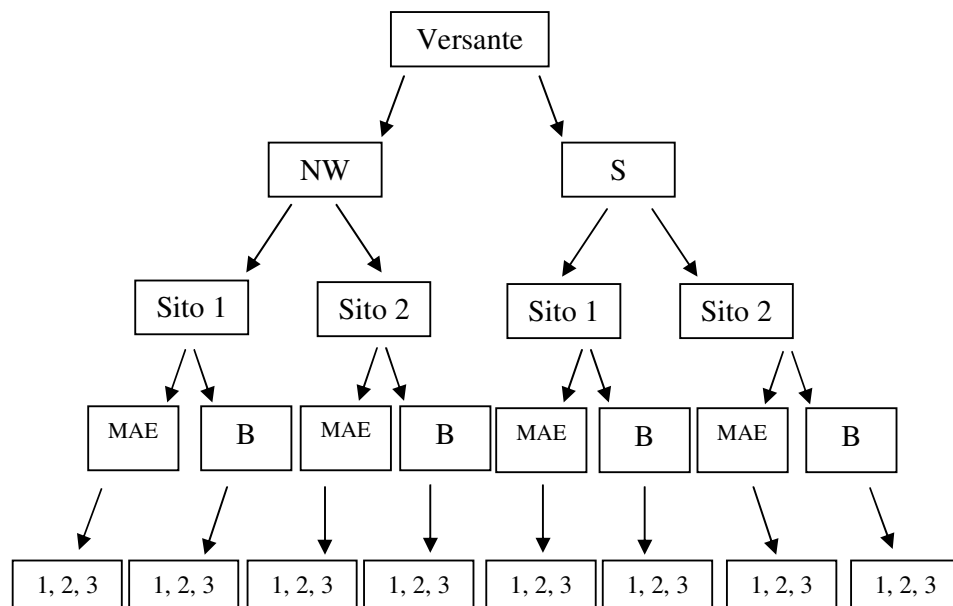 Versante
NW S
Sito 1 Sito 2 Sito 1 Sito 2
MAE B MAE B MAE B MAE B
1, 2, 3 1, 2, 3 1, 2, 3 1, 2, 3 1, 2, 3 1, 2, 3 1, 2, 3 1, 2, 3